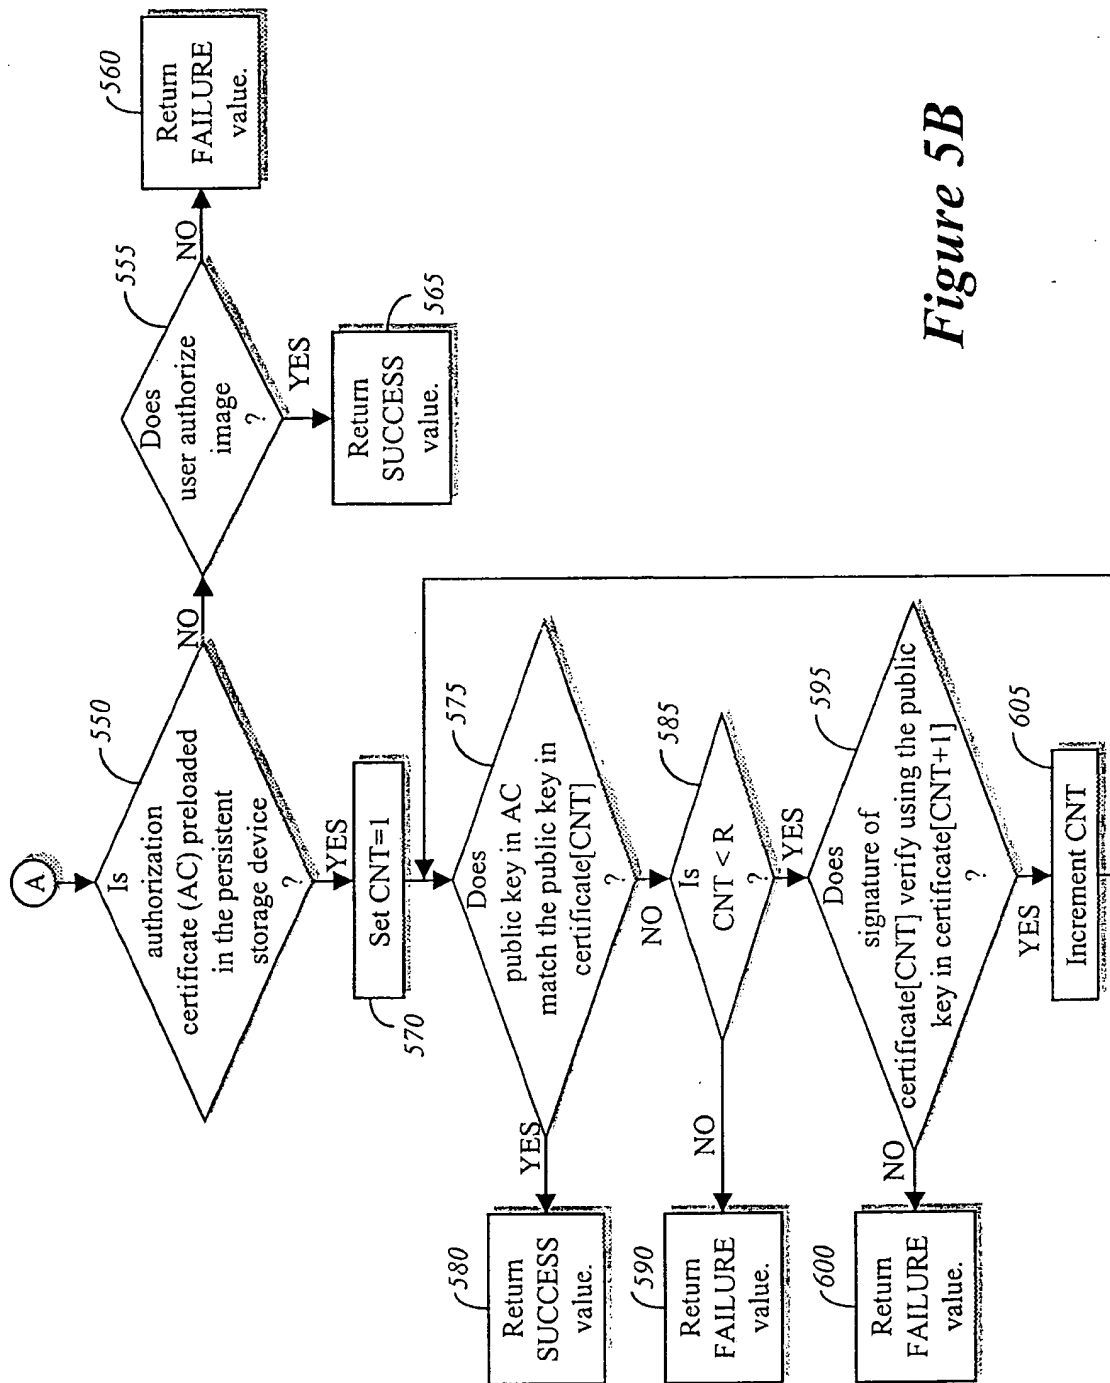 A
550
Is
authorization
certificate (AC) preloaded
in the persistent
storage device
?
NO
YES
555
Does
user authorize
image
?
NO
YES
560
Return
FAILURE
value.
565
Return
SUCCESS
value.
Set CNT=1
570
575
Does
public key in AC
match the public key in
certificate[CNT]
?
YES
NO
580
Return
SUCCESS
value.
585
Is
CNT < R
?
NO
YES
590
Return
FAILURE
value.
595
Does
signature of
certificate[CNT] verify using the public
key in certificate[CNT+1]
?
NO
YES
600
Return
FAILURE
value.
605
Increment CNT
Figure 5B